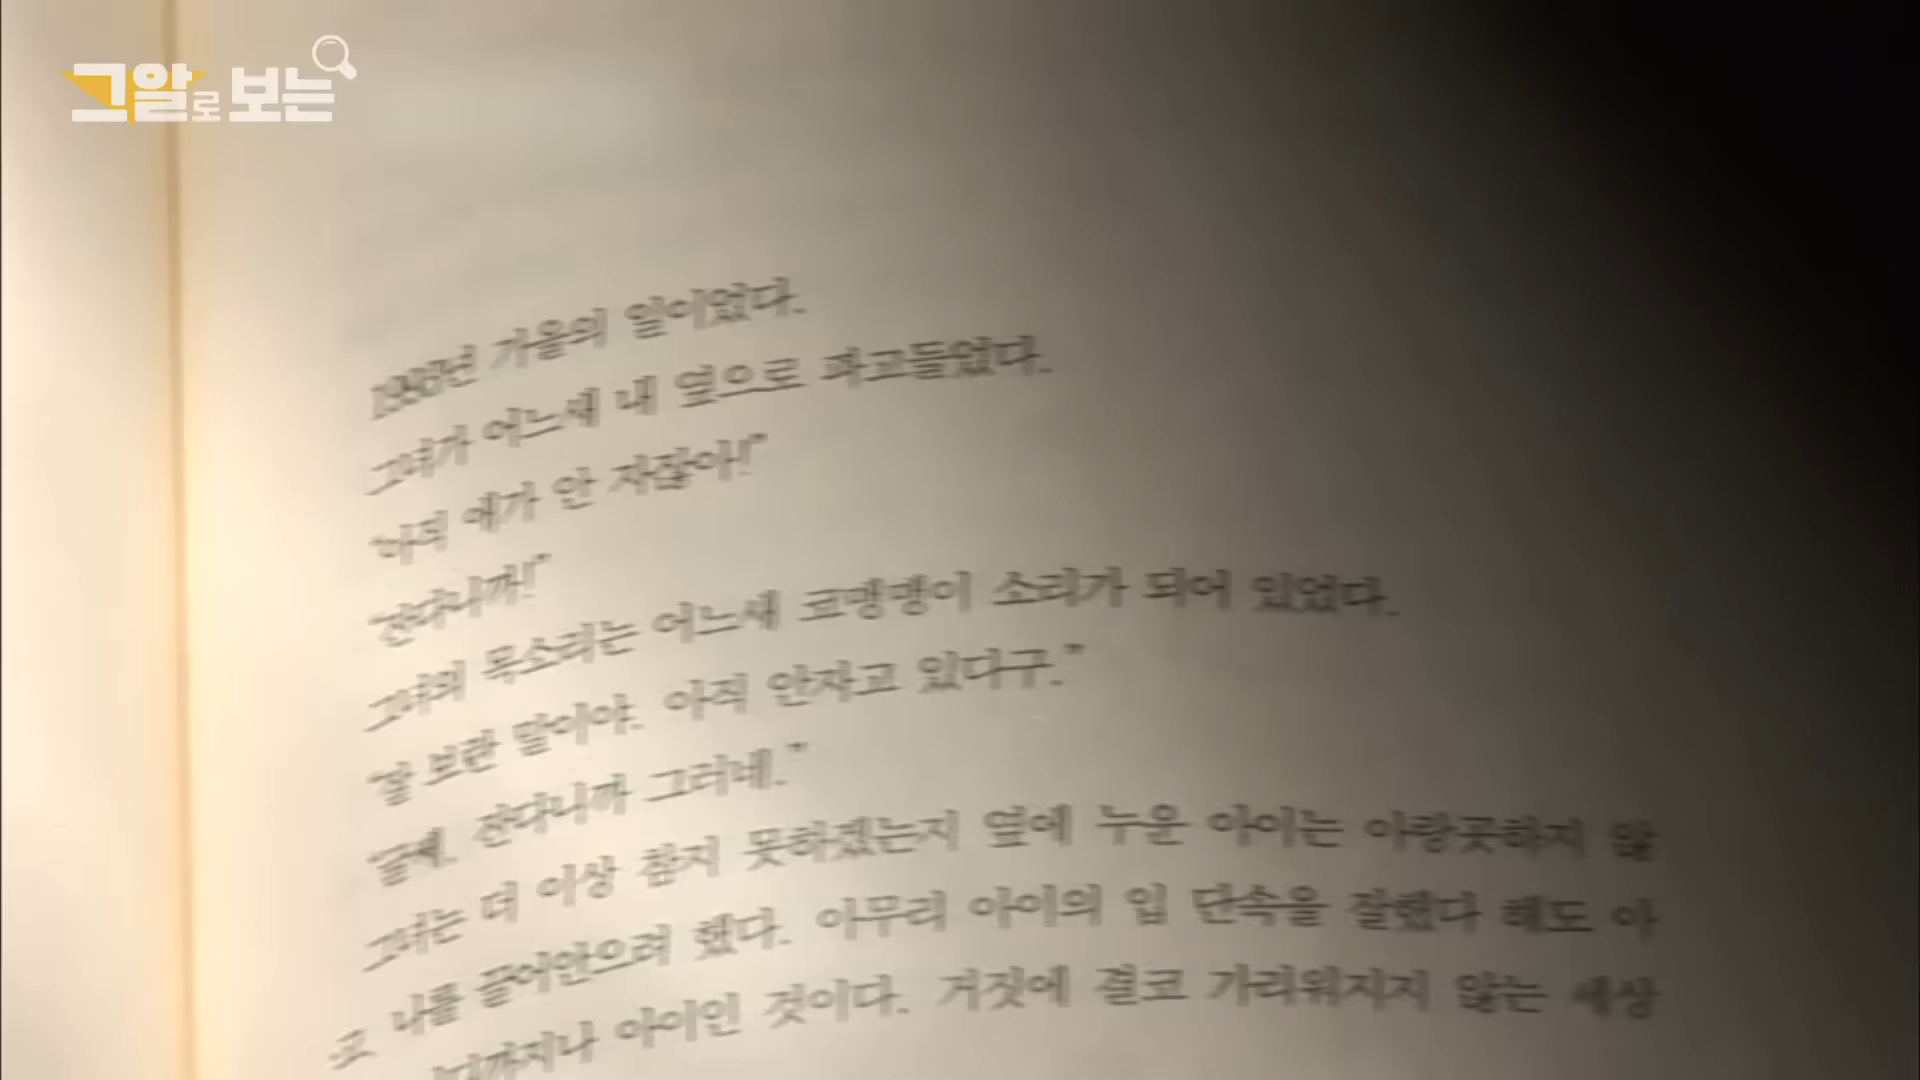 그알로 보는
가을의 일이었다.
그녀가 어느새 내 옆으로 파고들었다.
"아직 애가 안 자잖아!"
"잔다니까!"
그녀의 목소리는 어느새 코맹맹이 소리가 되어 있었다.
"잘 보란 말이야. 아직 안자고 있다구."
"글쎄. 잔다니까 그러네."
그녀는 더 이상 참지 못하겠는지 옆에 누운 아이는 아랑곳하지 않
고 나를 끌어안으려 했다. 아무리 아이의 입 단속을 잘했다 해도 아
아이인 것이다. 거짓에 결코 가리워지지 않는 세상